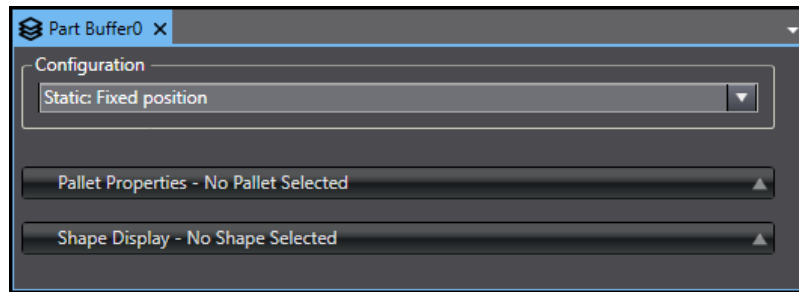 Part Buffer0
Configuration
Static: Fixed position
Pallet Properties - No Pallet Selected
Shape Display - No Shape Selected